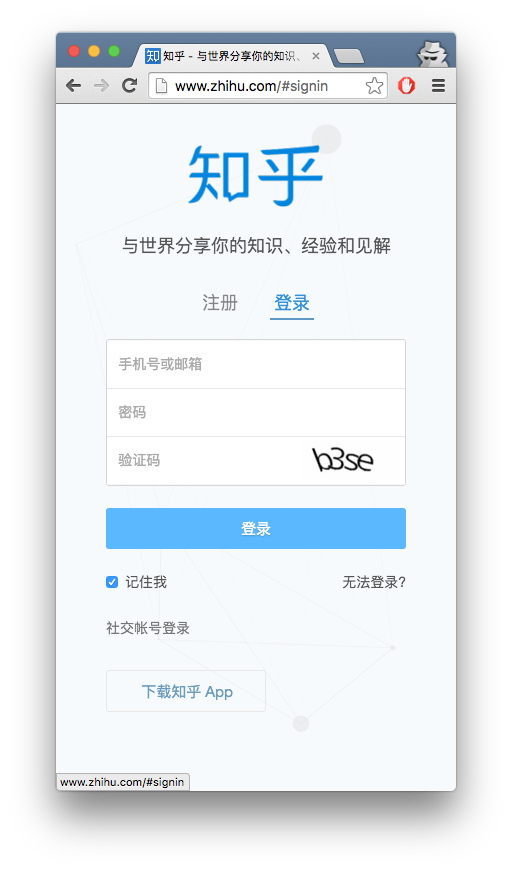 知 知乎 - 与世界分享你的知识、
www.zhihu.com/#signin
知乎
与世界分享你的知识、经验和见解
注册 登录
手机号或邮箱
密码
验证码 b3se
登录
记住我 无法登录?
社交帐号登录
下载知乎 App
www.zhihu.com/#signin